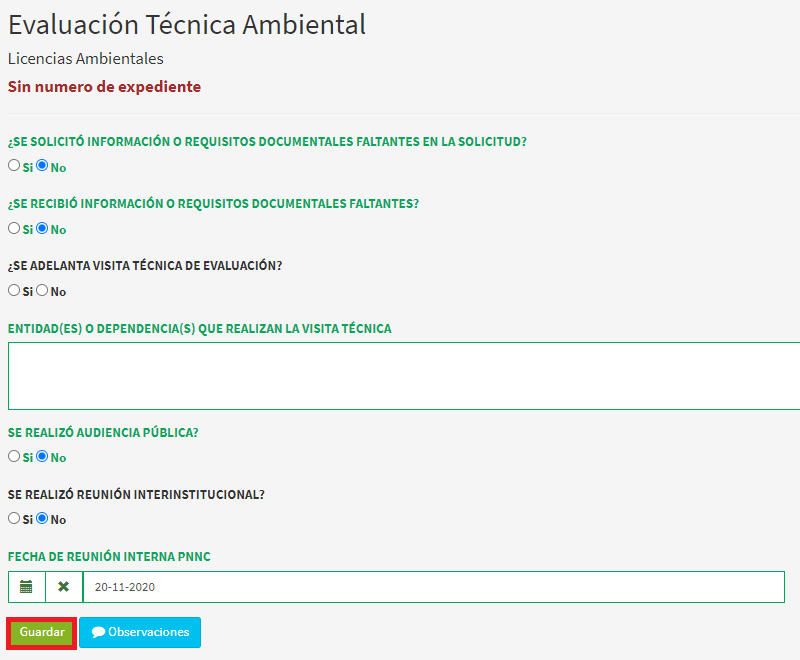 Evaluación Técnica Ambiental
Licencias Ambientales
Sin numero de expediente
¿SE SOLICITÓ INFORMACIÓN O REQUISITOS DOCUMENTALES FALTANTES EN LA SOLICITUD?
Si No
¿SE RECIBIÓ INFORMACIÓN O REQUISITOS DOCUMENTALES FALTANTES?
Si No
¿SE ADELANTA VISITA TÉCNICA DE EVALUACIÓN?
Si No
ENTIDAD(ES) O DEPENDENCIA(S) QUE REALIZAN LA VISITA TÉCNICA
SE REALIZÓ AUDIENCIA PÚBLICA?
Si No
SE REALIZÓ REUNIÓN INTERINSTITUCIONAL?
Si No
FECHA DE REUNIÓN INTERNA PNNC
20-11-2020
Guardar Observaciones